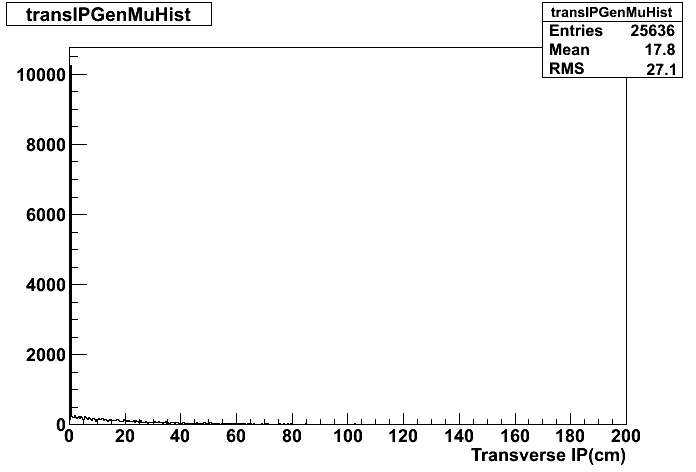 transIPGenMuHist
transIPGenMuHist
Entries 25636
Mean 17.8
RMS 27.1
10000
8000
6000
4000
2000
0
0 20 40 60 80 100 120 140 160 180 200
Transverse IP(cm)